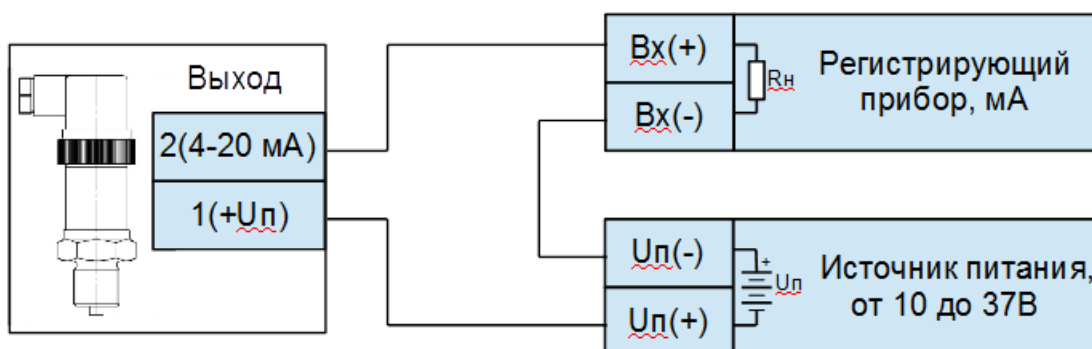 Выход
2(4-20 мА)
1(+Uп)
Вх(+)
Вх(-)
Rн
Регистрирующий
прибор, мА
Uп(-)
Uп(+)
+
Uп
Источник питания,
от 10 до 37В